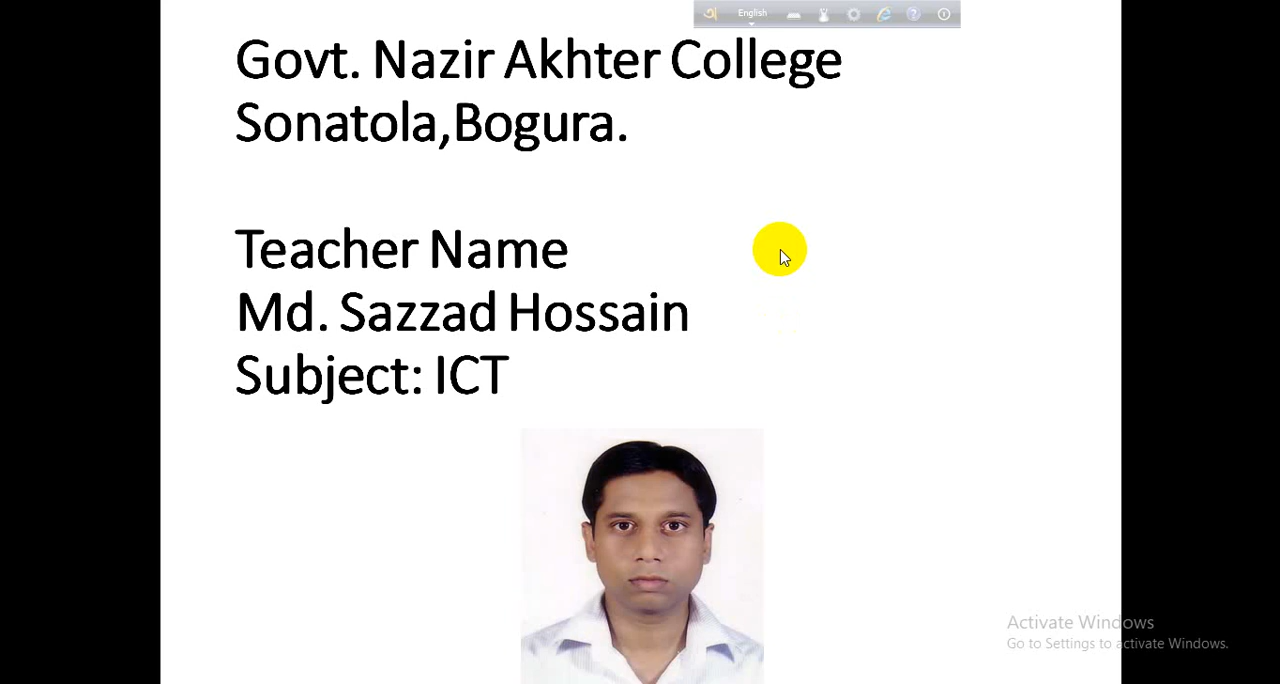 English
Govt. Nazir Akhter College
Sonatola,Bogura.
Teacher Name
Md. Sazzad Hossain
Subject: ICT
Activate Windows
Go to Settings to activate Windows.